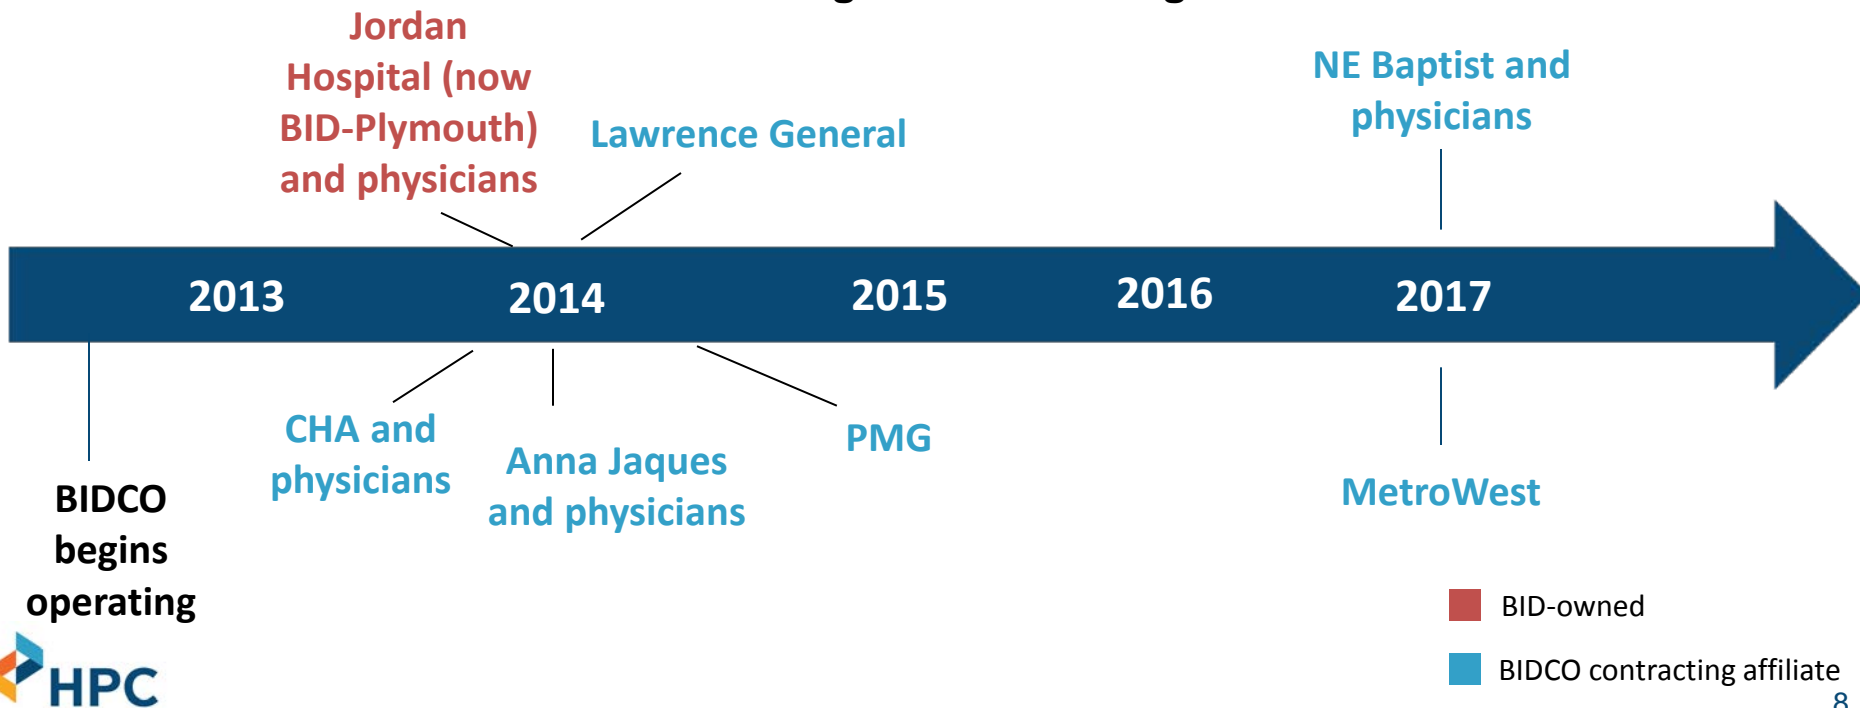 Jordan
Hospital (now
BID-Plymouth)
and physicians
Lawrence General
NE Baptist and
physicians
2013
2014
2015
2016
2017
BIDCO
begins
operating
CHA and
physicians
Anna Jaques
and physicians
PMG
MetroWest
BID-owned
BIDCO contracting affiliate
HPC
8